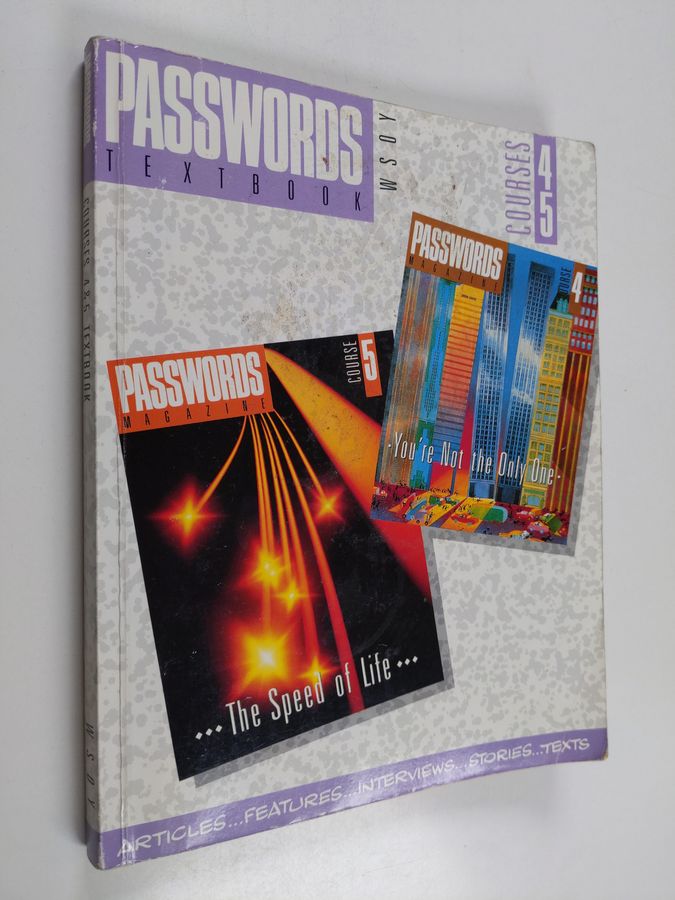 PASSWORDS
TEXTBOOK
WSOY
COURSES
4
5
PASSWORDS
MAGAZINE
COURSE
4
·You're Not the Only One·
PASSWORDS
MAGAZINE
COURSE
5
...The Speed of Life...
ARTICLES...FEATURES...INTERVIEWS...STORIES...TEXTS
COURSES 4&5 TEXTBOOK
WSOY